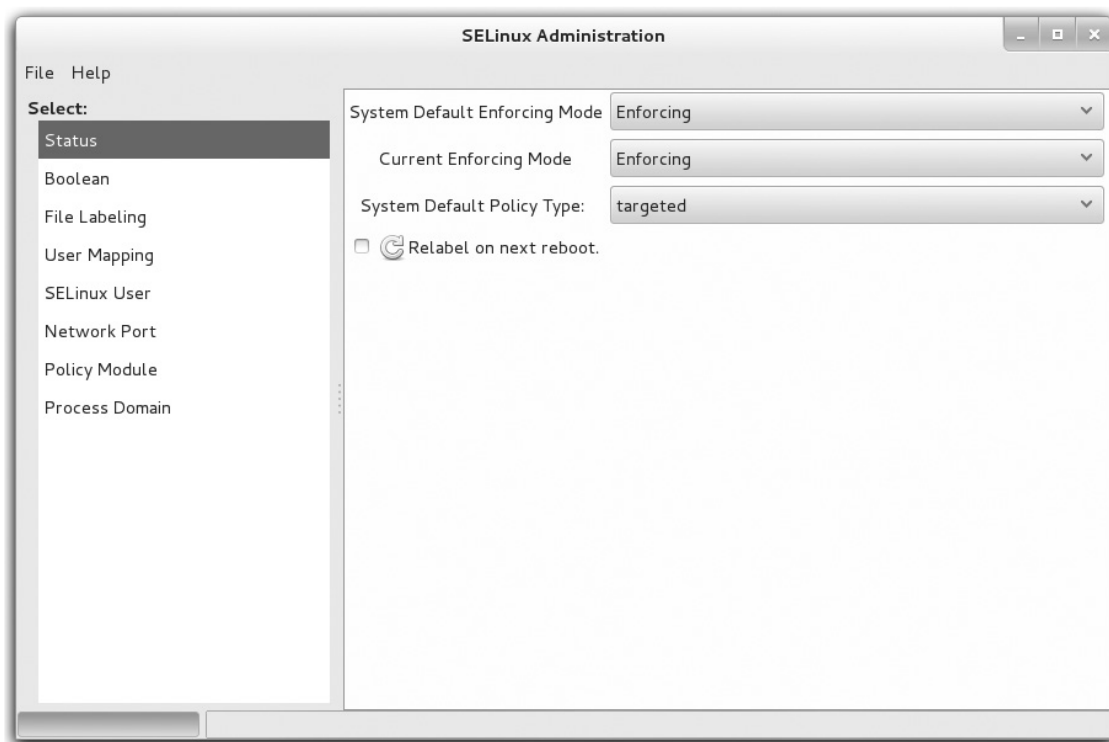 SELinux Administration
File Help
Select:
Status
Boolean
File Labeling
User Mapping
SELinux User
Network Port
Policy Module
Process Domain
System Default Enforcing Mode Enforcing
Current Enforcing Mode Enforcing
System Default Policy Type: targeted
Relabel on next reboot.